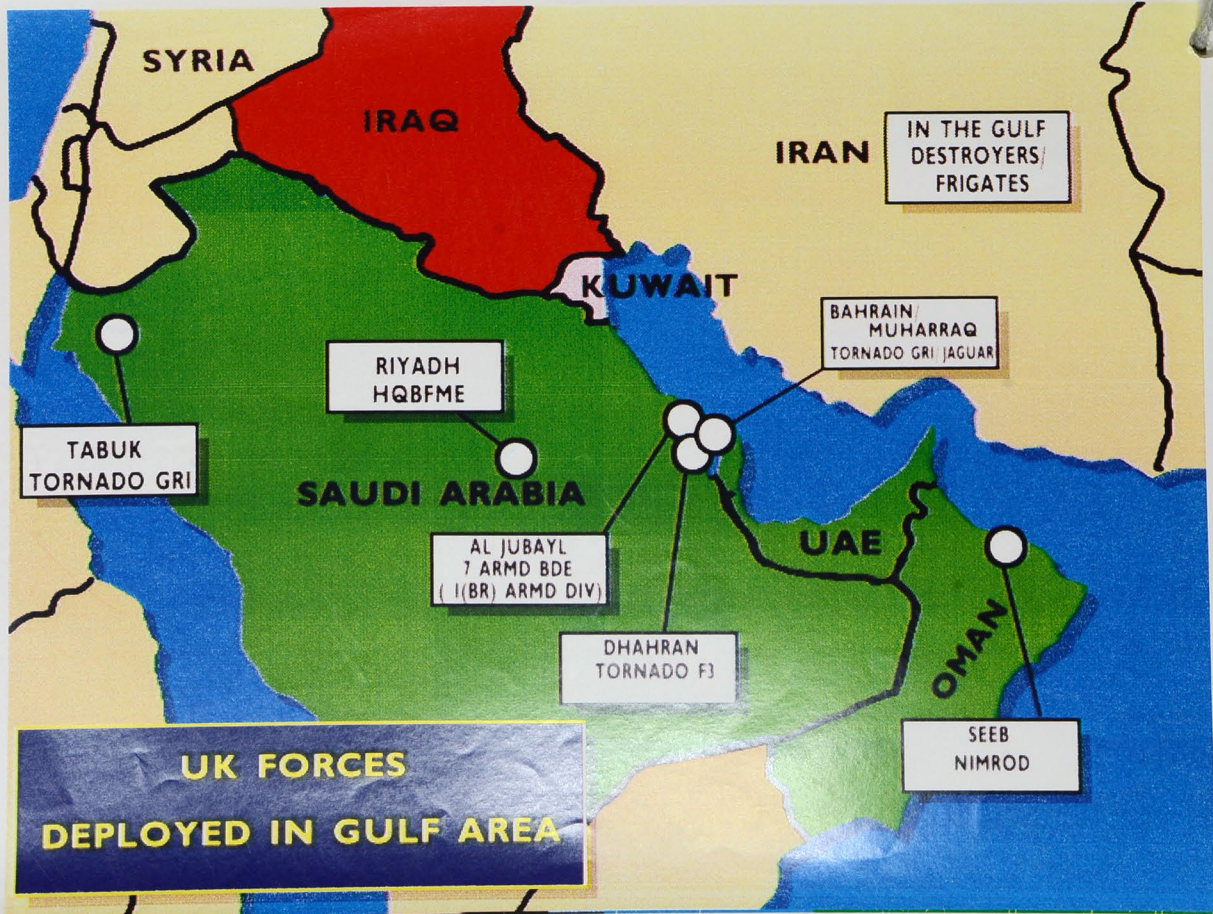 SYRIA
IRAQ
IRAN
IN THE GULF
DESTROYERS/
FRIGATES
KUWAIT
BAHRAIN/
MUHARRAQ
TORNADO GRI/JAGUAR
RIYADH
HQBFME
TABUK
TORNADO GRI
SAUDI ARABIA
AL JUBAYL
7 ARMD BDE
( 1(BR) ARMD DIV)
UAE
DHAHRAN
TORNADO F3
OMAN
SEEB
NIMROD
UK FORCES
DEPLOYED IN GULF AREA